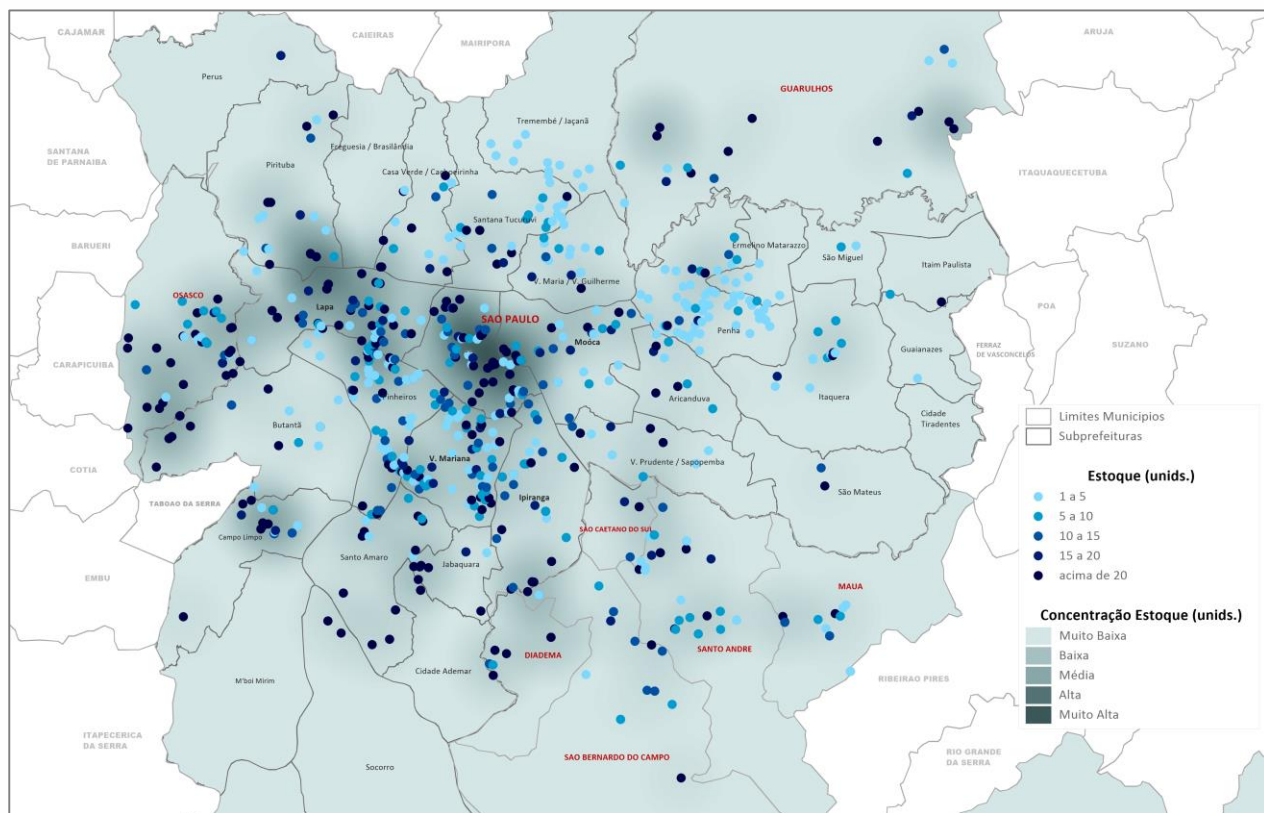 CAJAMAR
CAIEIRAS
MAIRIPORA
ARUJA
Perus
GUARULHOS
Tremembé / Jaçanã
SANTANA
DE PARNAIBA
Freguesia / Brasilândia
Pirituba
Casa Verde / Cachoeirinha
ITAQUAQUECETUBA
Santana Tucuruvi
BARUERI
Ermelino Matarazzo
São Miguel
Itaim Paulista
V. Maria / V. Guilherme
OSASCO
Lapa
SAO PAULO
POA
Penha
Moóca
SUZANO
CARAPICUIBA
Guaianazes
FERRAZ
DE VASCONCELOS
Pinheiros
Aricanduva
Itaquera
Butantã
Cidade
Tiradentes
COTIA
V. Mariana
V. Prudente / Sapopemba
TABOAO DA SERRA
Ipiranga
São Mateus
Campo Limpo
SAO CAETANO DO SUL
Santo Amaro
Jabaquara
EMBU
MAUA
SANTO ANDRE
DIADEMA
Cidade Ademar
M'boi Mirim
RIBEIRAO PIRES
ITAPECERICA
DA SERRA
SAO BERNARDO DO CAMPO
Socorro
RIO GRANDE
DA SERRA
Limites Municipios
Subprefeituras
Estoque (unids.)
1 a 5
5 a 10
10 a 15
15 a 20
acima de 20
Concentração Estoque (unids.)
Muito Baixa
Baixa
Média
Alta
Muito Alta